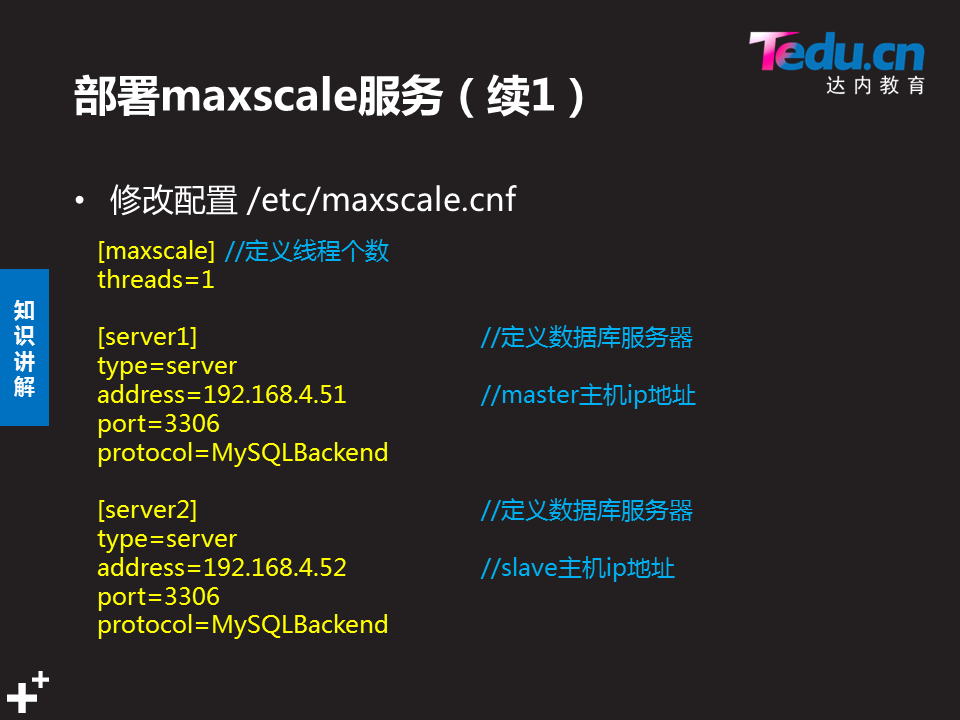 Tedu.cn
达内教育
部署maxscale服务（续1）
• 修改配置 /etc/maxscale.cnf
[maxscale] //定义线程个数
threads=1
[server1] //定义数据库服务器
type=server
address=192.168.4.51 //master主机ip地址
port=3306
protocol=MySQLBackend
[server2] //定义数据库服务器
type=server
address=192.168.4.52 //slave主机ip地址
port=3306
protocol=MySQLBackend
知识讲解